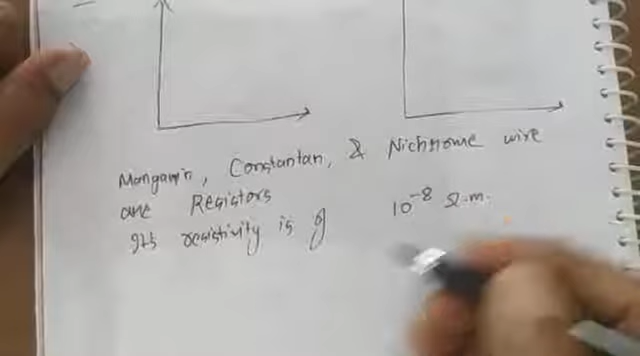 Manganin, Constantan, & Nichrome wire
are Resistors
Its resistivity is of 10⁻⁸ Ω.m.